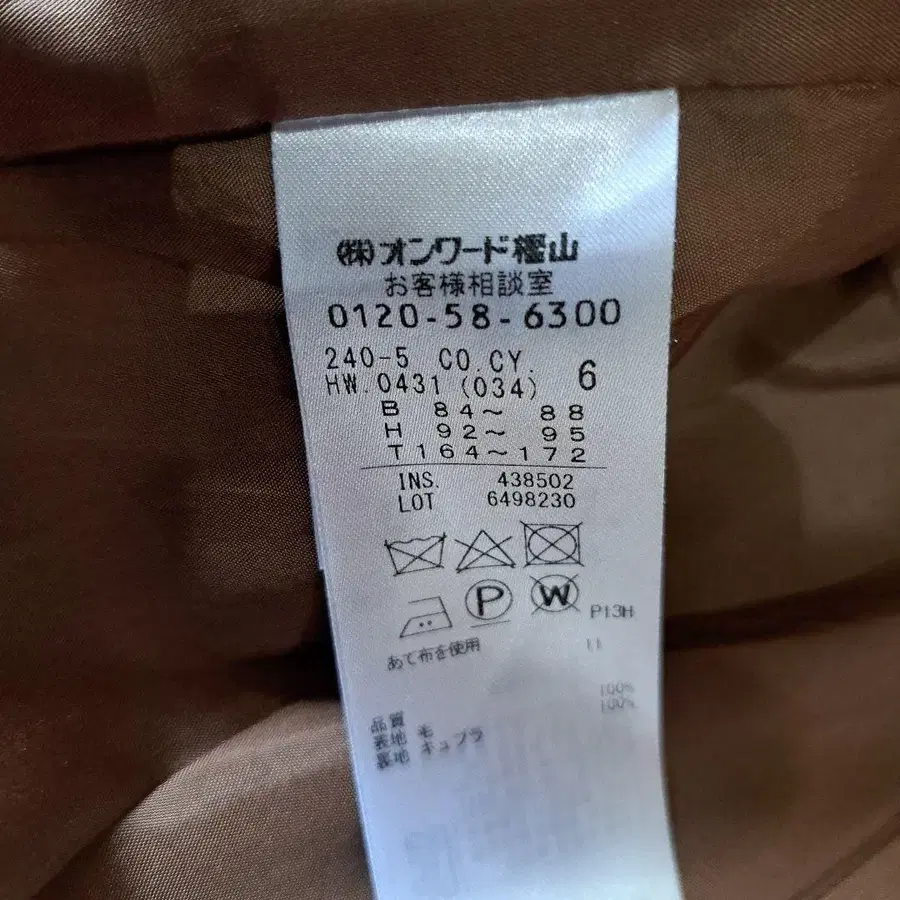 ㈱オンワード樫山
お客様相談室
0120-58-6300
240-5 CO.CY.
HW.0431 (034) 6
B 84～ 88
H 92～ 95
T164～172
INS. 438502
LOT 6498230
P W P13H
あて布を使用 11
品質
表地 毛 100%
裏地 キュプラ 100%